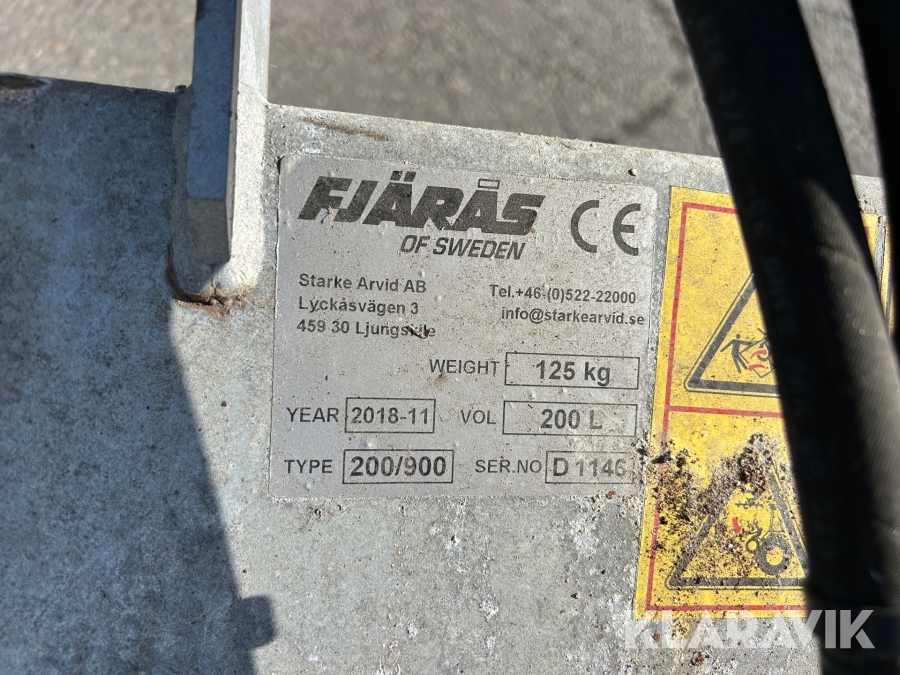 FJÄRÅS
OF SWEDEN
CE
Starke Arvid AB
Lyckåsvägen 3
459 30 Ljungskile
Tel.+46-(0)522-22000
info@starkearvid.se
WEIGHT 125 kg
YEAR 2018-11 VOL 200 L
TYPE 200/900 SER.NO D 1146
KLARAVIK